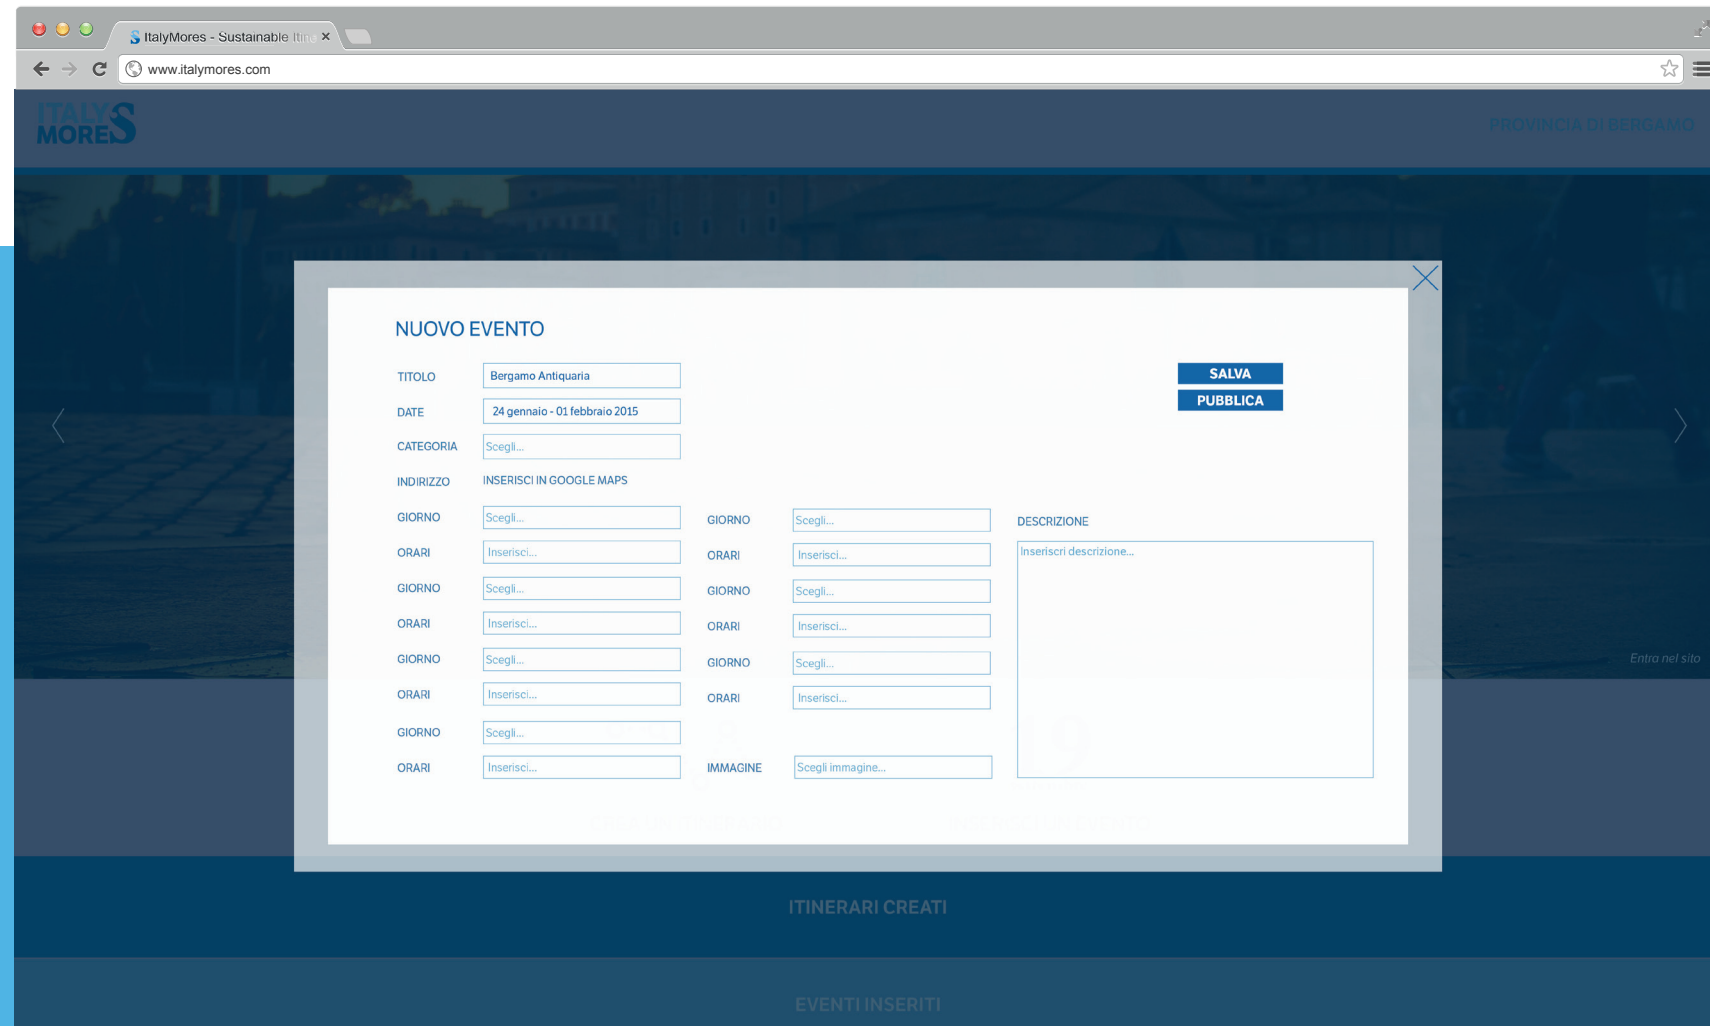 ItalyMores - Sustainable Itine
www.italymores.com
ITALY
MORES
PROVINCIA DI BERGAMO
NUOVO EVENTO
TITOLO Bergamo Antiquaria
SALVA
DATE 24 gennaio - 01 febbraio 2015
PUBBLICA
CATEGORIA Scegli...
INDIRIZZO INSERISCI IN GOOGLE MAPS
GIORNO Scegli... GIORNO Scegli... DESCRIZIONE
ORARI Inserisci... ORARI Inserisci... Inseriscri descrizione...
GIORNO Scegli... GIORNO Scegli...
ORARI Inserisci... ORARI Inserisci...
GIORNO Scegli... GIORNO Scegli...
ORARI Inserisci... ORARI Inserisci...
GIORNO Scegli...
ORARI Inserisci... IMMAGINE Scegli immagine...
Entra nel sito
ITINERARI CREATI
EVENTI INSERITI